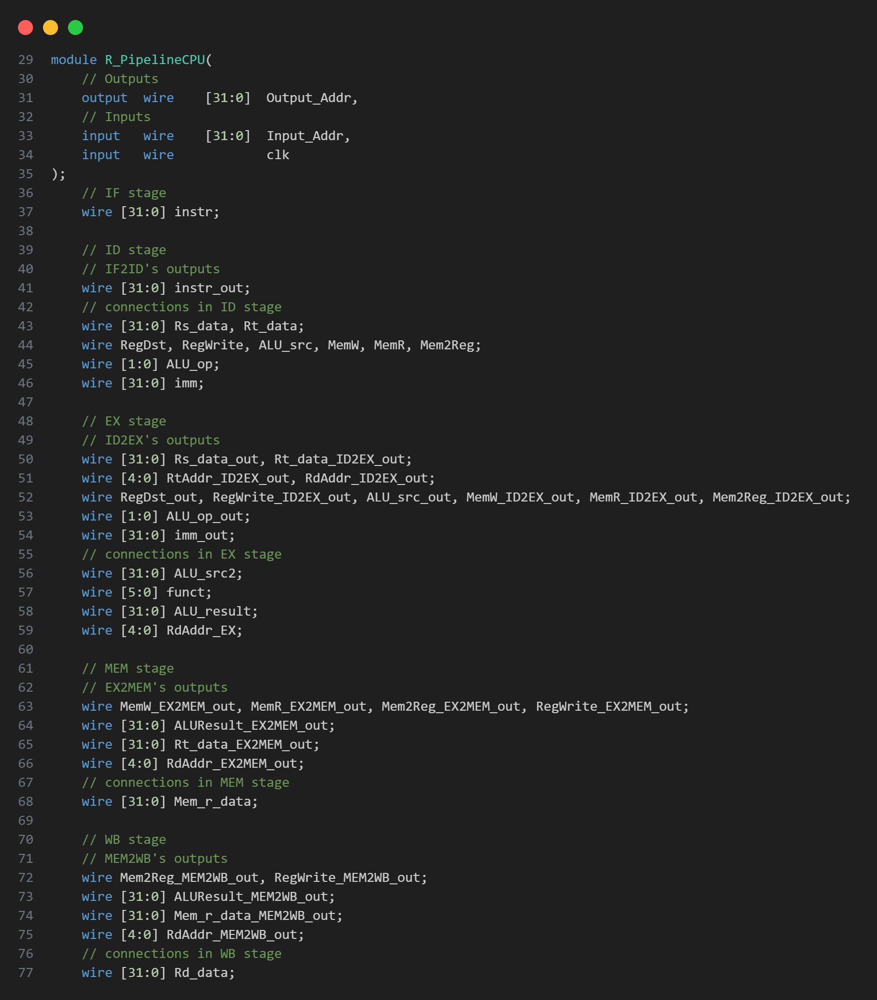 29 module R_PipelineCPU(
30     // Outputs
31     output  wire    [31:0]  Output_Addr,
32     // Inputs
33     input   wire    [31:0]  Input_Addr,
34     input   wire            clk
35 );
36     // IF stage
37     wire [31:0] instr;
38
39     // ID stage
40     // IF2ID's outputs
41     wire [31:0] instr_out;
42     // connections in ID stage
43     wire [31:0] Rs_data, Rt_data;
44     wire RegDst, RegWrite, ALU_src, MemW, MemR, Mem2Reg;
45     wire [1:0] ALU_op;
46     wire [31:0] imm;
47
48     // EX stage
49     // ID2EX's outputs
50     wire [31:0] Rs_data_out, Rt_data_ID2EX_out;
51     wire [4:0] RtAddr_ID2EX_out, RdAddr_ID2EX_out;
52     wire RegDst_out, RegWrite_ID2EX_out, ALU_src_out, MemW_ID2EX_out, MemR_ID2EX_out, Mem2Reg_ID2EX_out;
53     wire [1:0] ALU_op_out;
54     wire [31:0] imm_out;
55     // connections in EX stage
56     wire [31:0] ALU_src2;
57     wire [5:0] funct;
58     wire [31:0] ALU_result;
59     wire [4:0] RdAddr_EX;
60
61     // MEM stage
62     // EX2MEM's outputs
63     wire MemW_EX2MEM_out, MemR_EX2MEM_out, Mem2Reg_EX2MEM_out, RegWrite_EX2MEM_out;
64     wire [31:0] ALUResult_EX2MEM_out;
65     wire [31:0] Rt_data_EX2MEM_out;
66     wire [4:0] RdAddr_EX2MEM_out;
67     // connections in MEM stage
68     wire [31:0] Mem_r_data;
69
70     // WB stage
71     // MEM2WB's outputs
72     wire Mem2Reg_MEM2WB_out, RegWrite_MEM2WB_out;
73     wire [31:0] ALUResult_MEM2WB_out;
74     wire [31:0] Mem_r_data_MEM2WB_out;
75     wire [4:0] RdAddr_MEM2WB_out;
76     // connections in WB stage
77     wire [31:0] Rd_data;